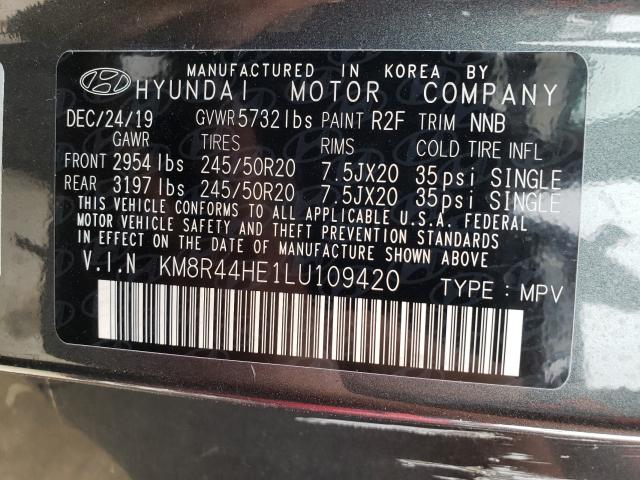 MANUFACTURED IN KOREA BY
HYUNDAI MOTOR COMPANY
DEC/24/19 GVWR 5732 lbs PAINT R2F TRIM NNB
GAWR TIRES RIMS COLD TIRE INFL
FRONT 2954 lbs 245/50R20 7.5JX20 35psi SINGLE
REAR 3197 lbs 245/50R20 7.5JX20 35psi SINGLE
THIS VEHICLE CONFORMS TO ALL APPLICABLE U.S.A. FEDERAL
MOTOR VEHICLE SAFETY AND THEFT PREVENTION STANDARDS
IN EFFECT ON THE DATE OF MANUFACTURE SHOWN ABOVE
V.I.N KM8R44HE1LU109420 TYPE : MPV